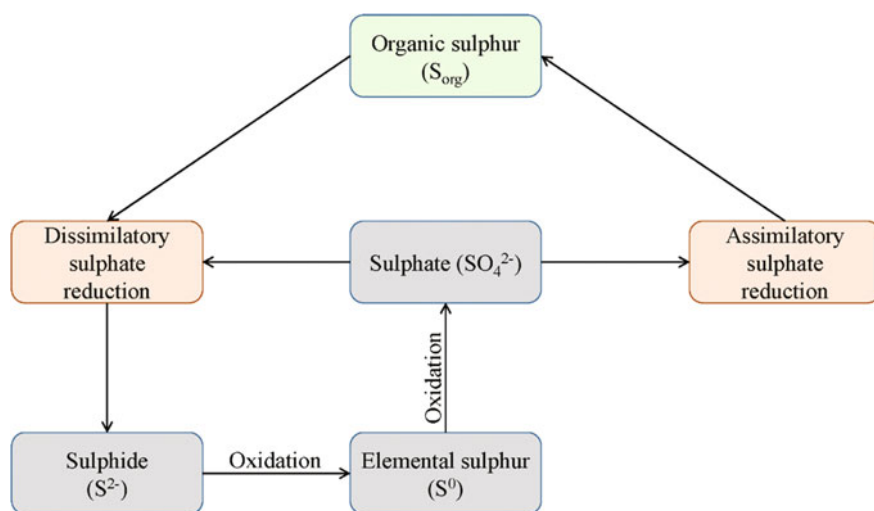 Organic sulphur
(Sorg)
Dissimilatory
sulphate
reduction
Sulphate (SO₄²⁻)
Assimilatory
sulphate
reduction
Oxidation
Sulphide
(S²⁻)
Oxidation
Elemental sulphur
(S⁰)